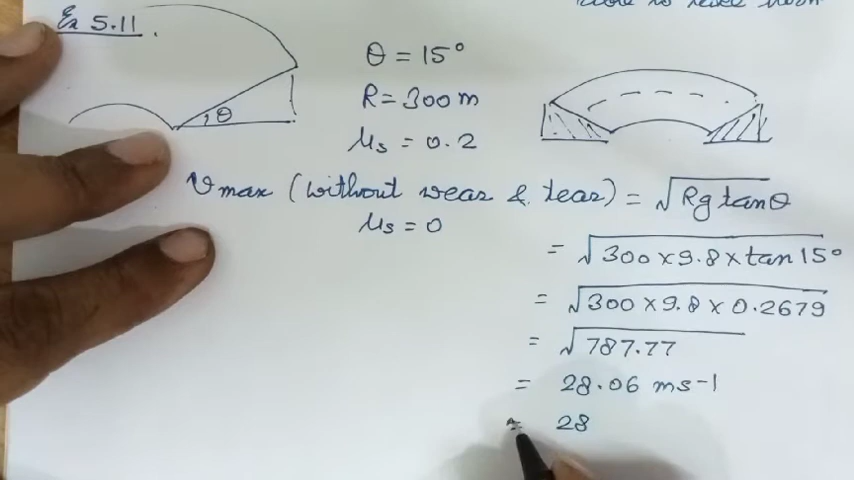 Ex 5.11.
θ
θ = 15°
R = 300 m
μs = 0.2
υmax (without wear & tear) = √Rg tanθ
μs = 0
= √300 × 9.8 × tan 15°
= √300 × 9.8 × 0.2679
= √787.77
= 28.06 ms-1
28